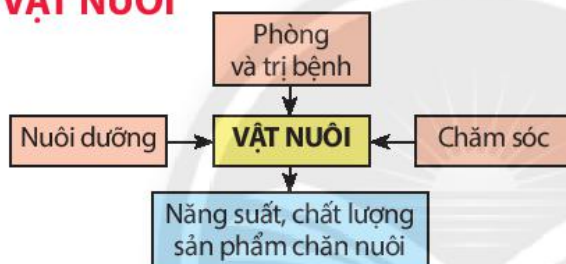 VẬT NUÔI
Phòng
và trị bệnh
Nuôi dưỡng
VẬT NUÔI
Chăm sóc
Năng suất, chất lượng
sản phẩm chăn nuôi